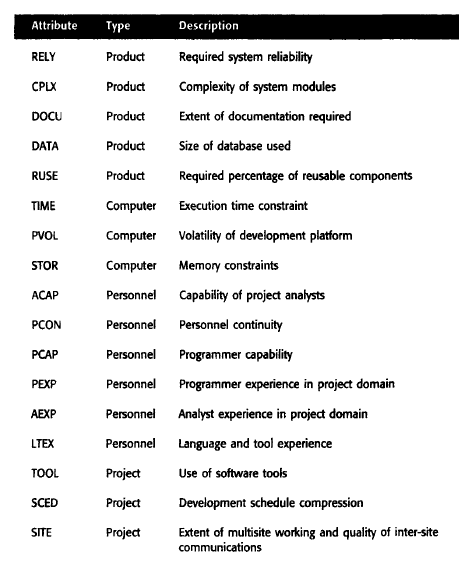 Attribute Type Description
RELY Product Required system reliability
CPLX Product Complexity of system modules
DOCU Product Extent of documentation required
DATA Product Size of database used
RUSE Product Required percentage of reusable components
TIME Computer Execution time constraint
PVOL Computer Volatility of development platform
STOR Computer Memory constraints
ACAP Personnel Capability of project analysts
PCON Personnel Personnel continuity
PCAP Personnel Programmer capability
PEXP Personnel Programmer experience in project domain
AEXP Personnel Analyst experience in project domain
LTEX Personnel Language and tool experience
TOOL Project Use of software tools
SCED Project Development schedule compression
SITE Project Extent of multisite working and quality of inter-site
communications